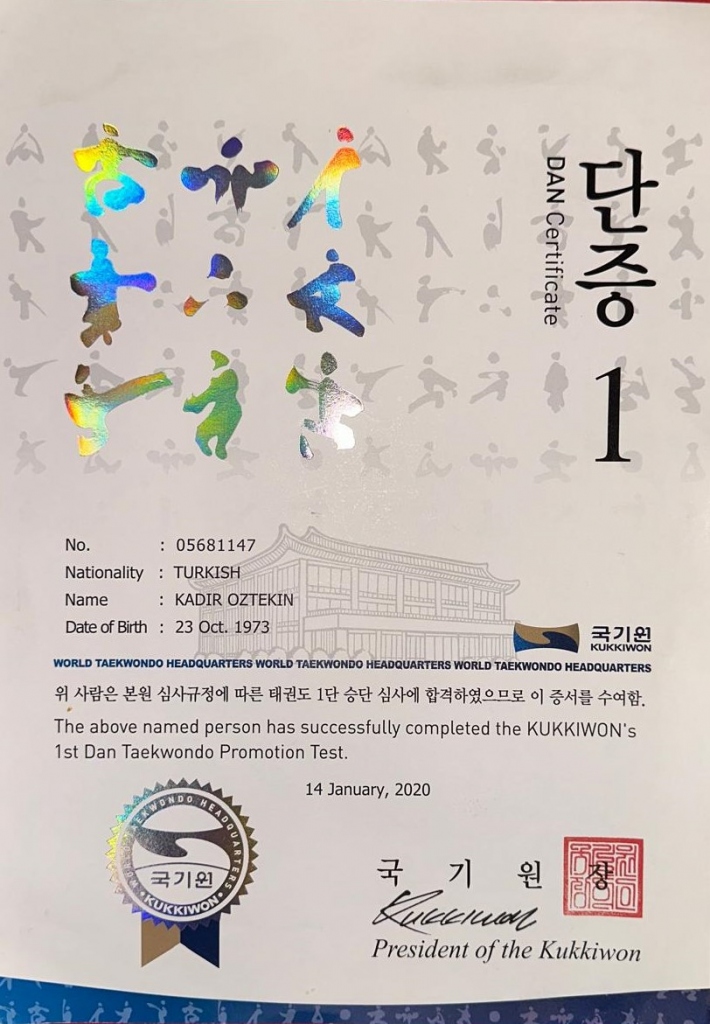 단증
DAN Certificate
1
No. : 05681147
Nationality : TURKISH
Name : KADIR OZTEKIN
Date of Birth : 23 Oct. 1973
국기원
KUKKIWON
WORLD TAEKWONDO HEADQUARTERS WORLD TAEKWONDO HEADQUARTERS WORLD TAEKWONDO HEADQUARTERS
위 사람은 본원 심사규정에 따른 태권도 1단 승단 심사에 합격하였으므로 이 증서를 수여함.
The above named person has successfully completed the KUKKIWON's
1st Dan Taekwondo Promotion Test.
14 January, 2020
WORLD TAEKWONDO HEADQUARTERS
국기원
KUKKIWON
국 기 원 장
Kukkiwon
President of the Kukkiwon